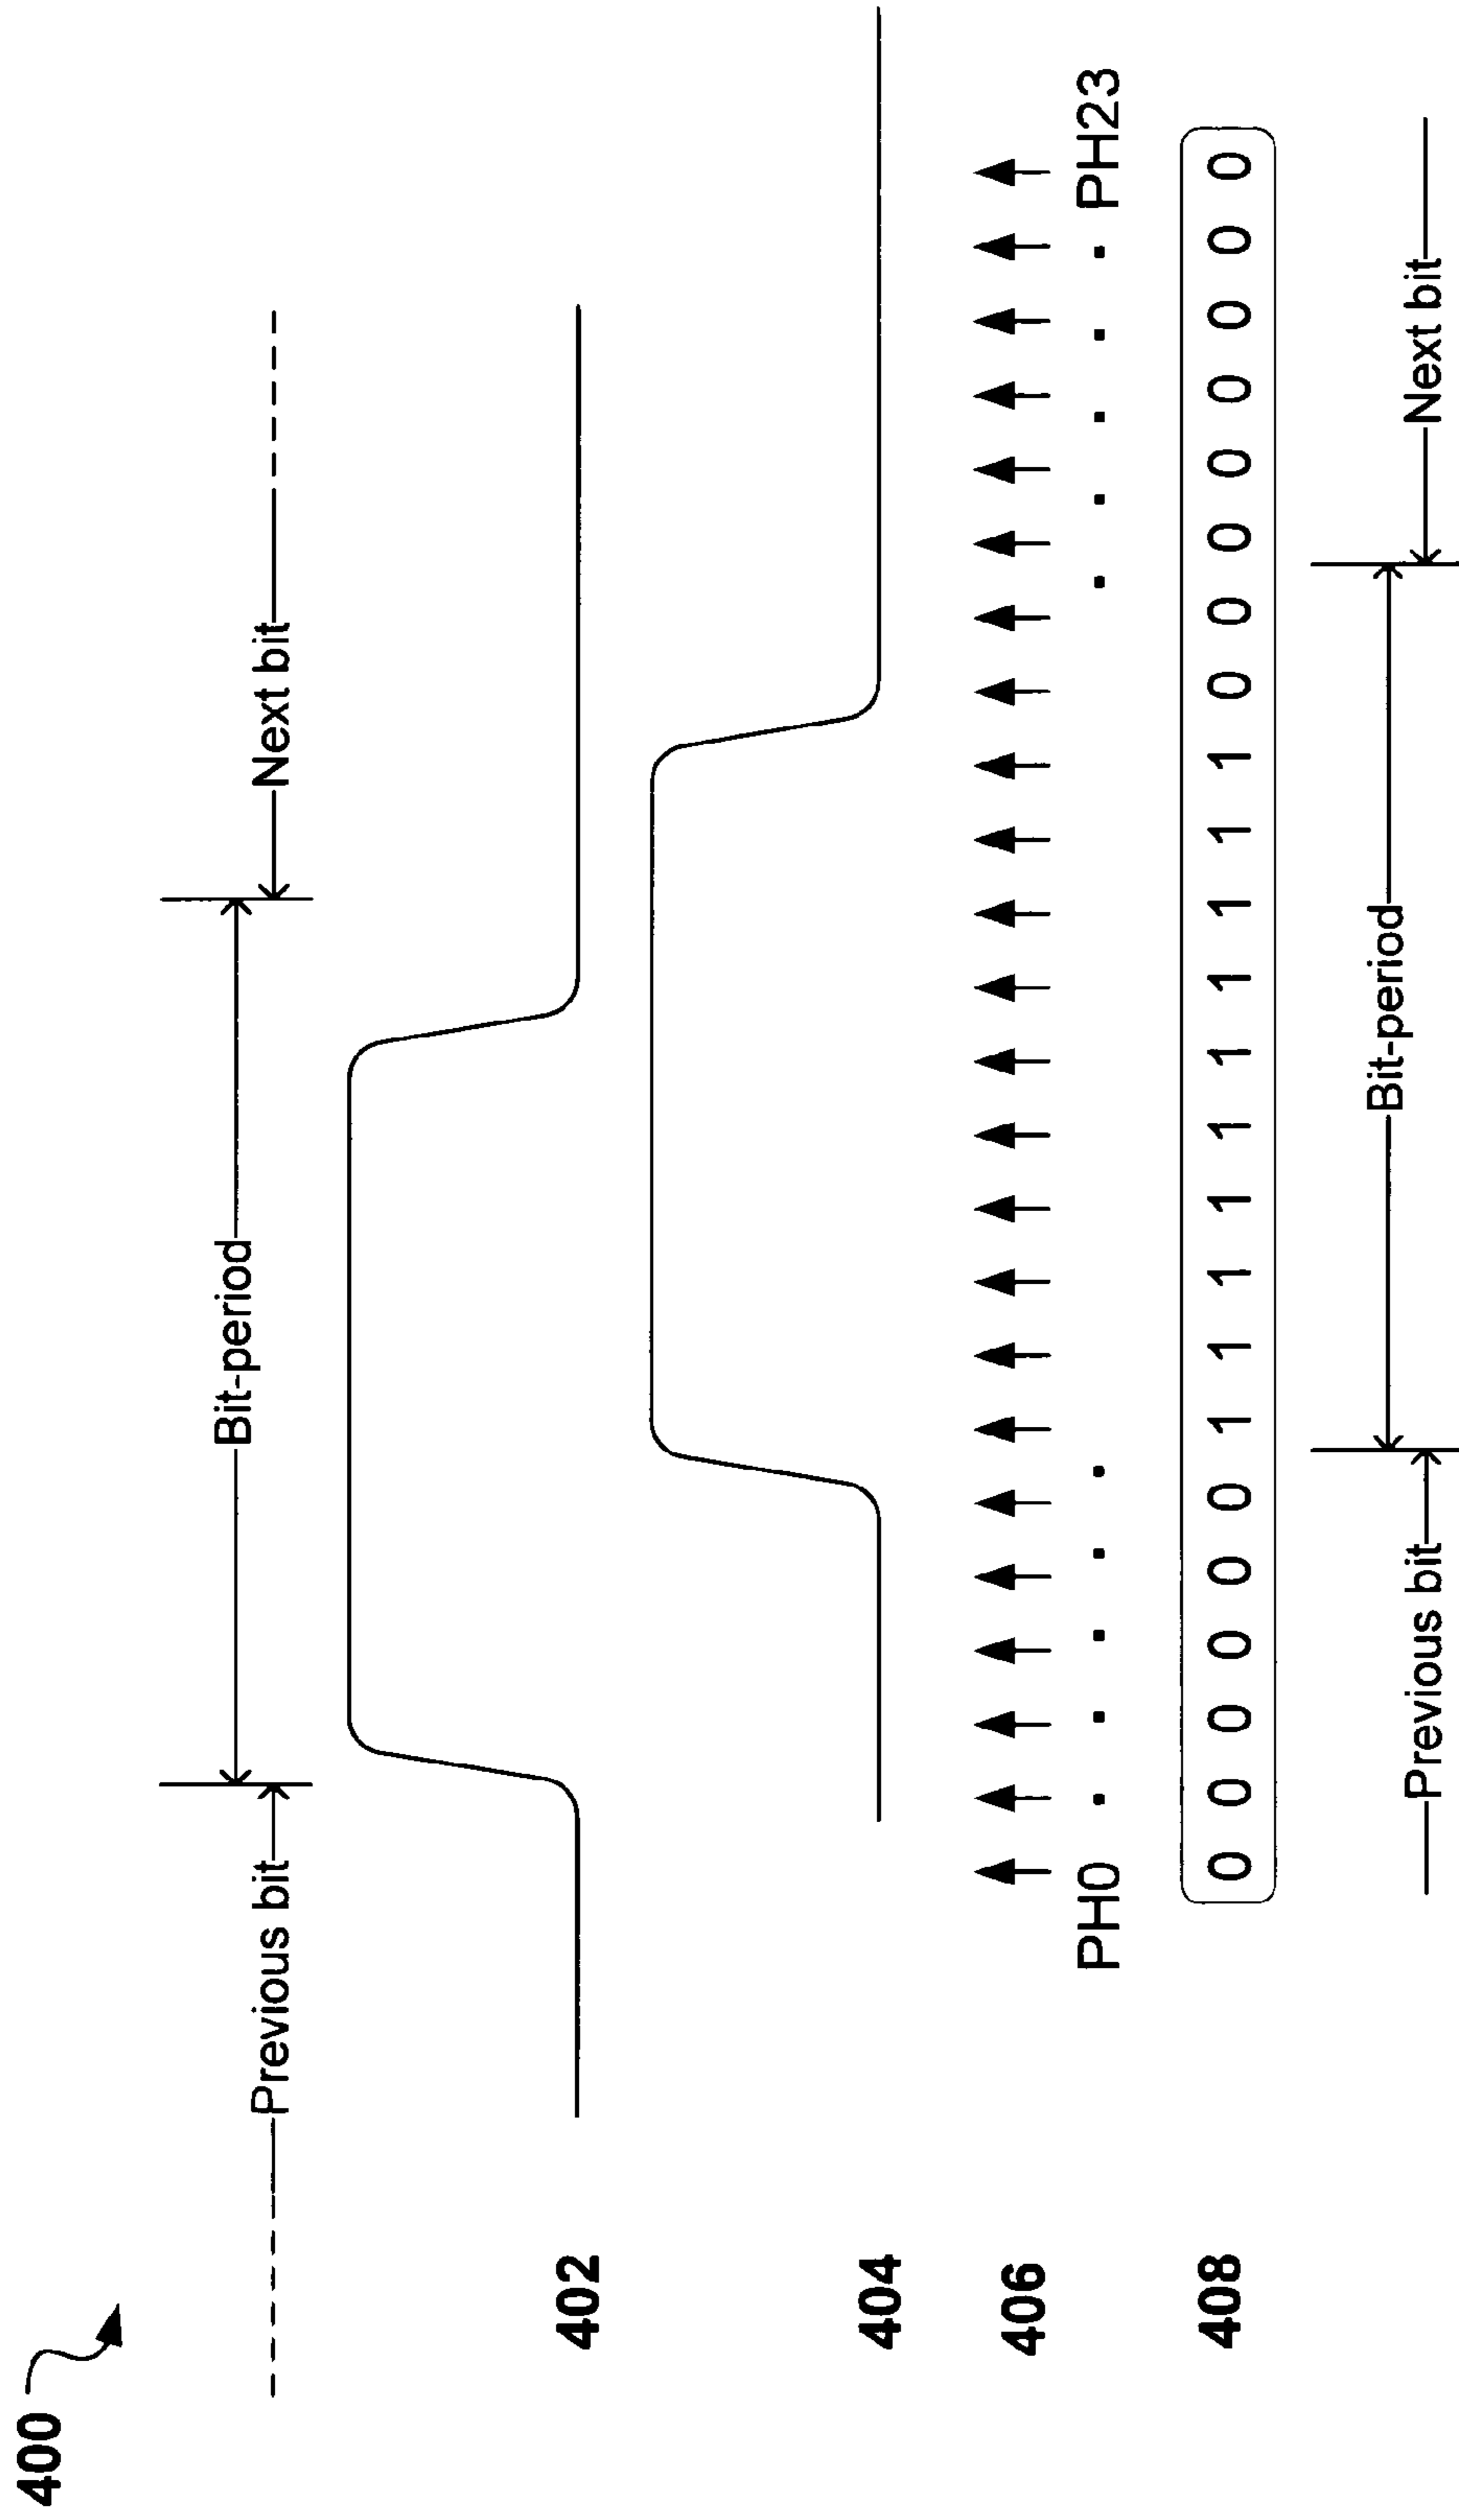 400
Bit-period
Previous bit Next bit
402
404
406
PH0 . . . . . . . . . . PH23
408 0 0 0 0 0 0 1 1 1 1 1 1 1 1 1 1 0 0 0 0 0 0 0 0
Bit-period
Previous bit Next bit